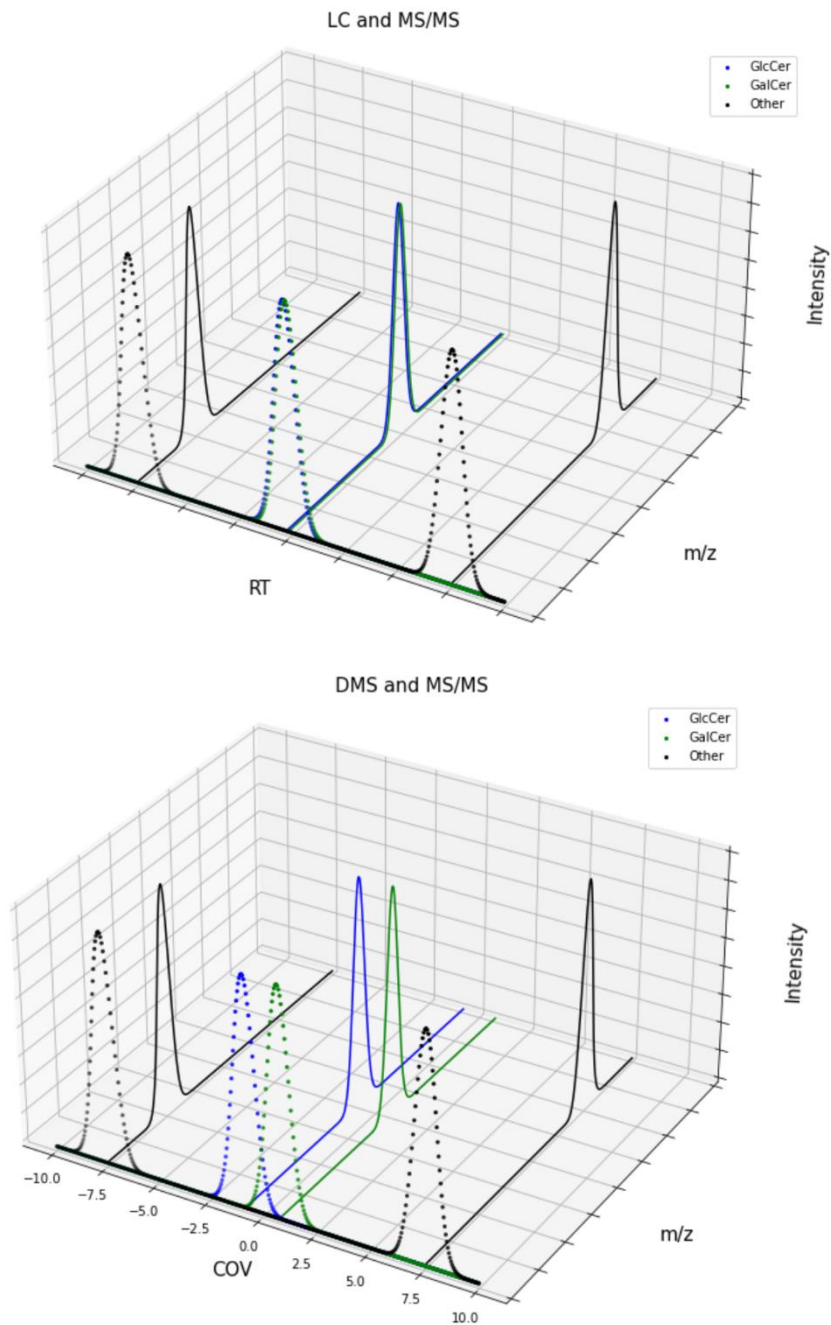 LC and MS/MS
GlcCer
GalCer
Other
Intensity
m/z
RT
DMS and MS/MS
GlcCer
GalCer
Other
Intensity
m/z
−10.0
−7.5
−5.0
−2.5
0.0
2.5
5.0
7.5
10.0
COV